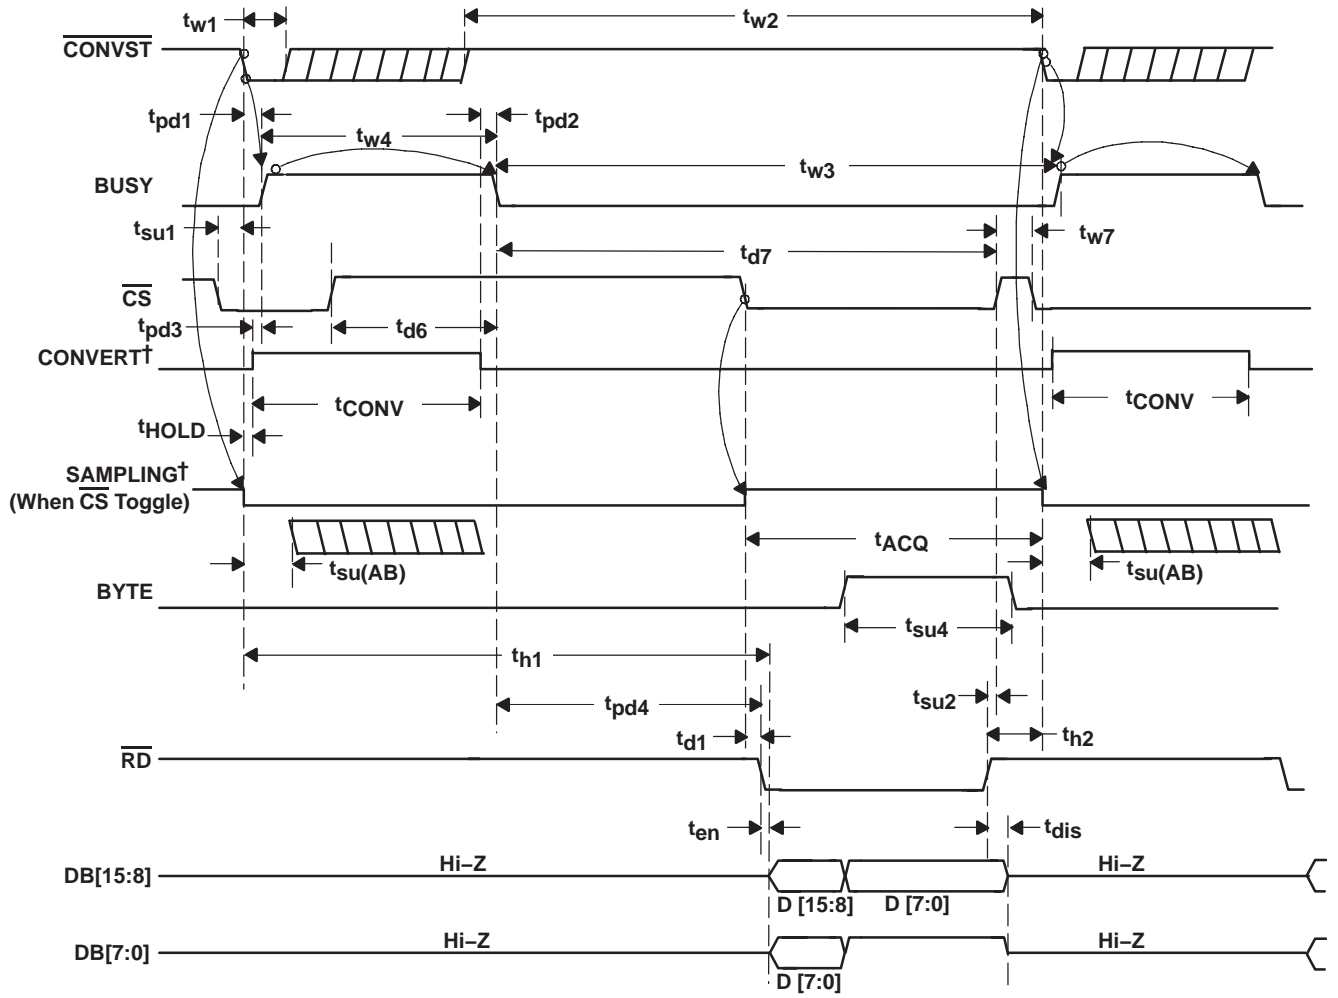 tw1
tw2
CONVST
tpd1
tw4
tpd2
tw3
BUSY
tsu1
td7
tw7
CS
tpd3
td6
CONVERT†
tCONV
tCONV
tHOLD
SAMPLING†
(When CS Toggle)
tACQ
tsu(AB)
tsu(AB)
BYTE
tsu4
th1
tpd4
tsu2
td1
th2
RD
ten
tdis
Hi–Z
Hi–Z
DB[15:8]
D [15:8]
D [7:0]
Hi–Z
Hi–Z
DB[7:0]
D [7:0]